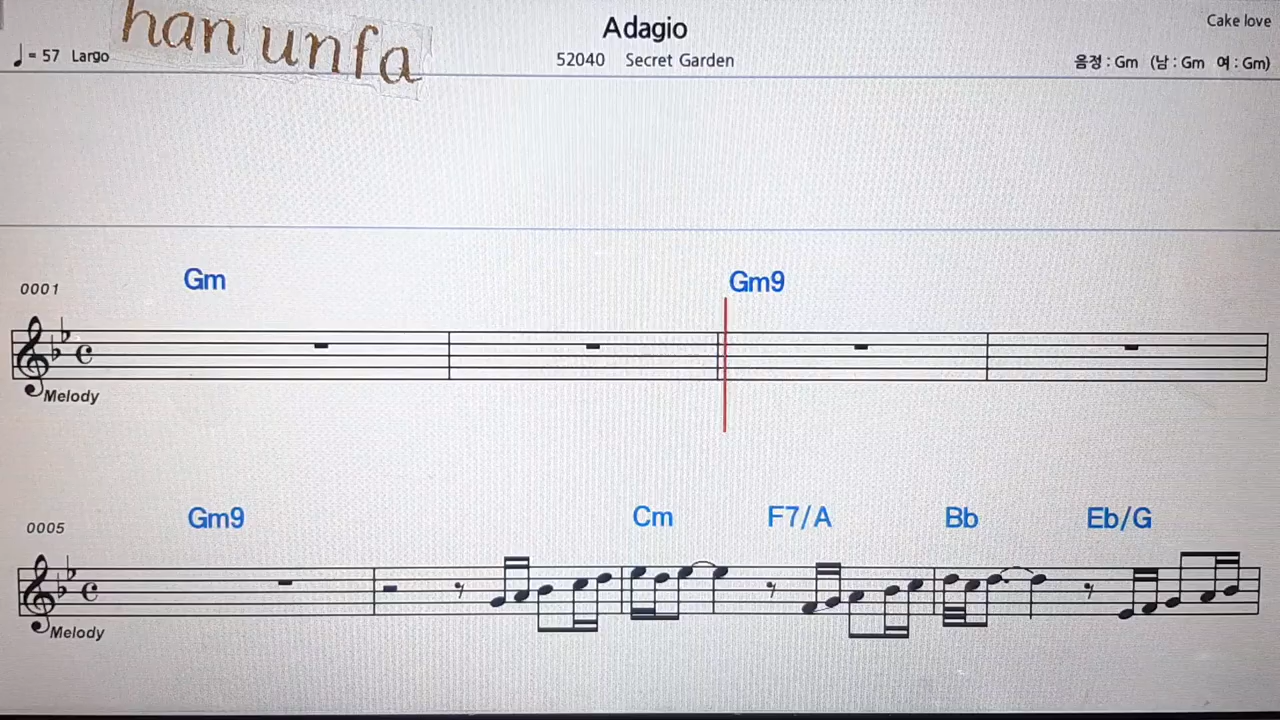 han unfa
Adagio
Cake love
♩= 57 Largo
52040 Secret Garden
음정 : Gm (남 : Gm 여 : Gm)
0001
Gm Gm9
Melody
0005
Gm9 Cm F7/A Bb Eb/G
Melody